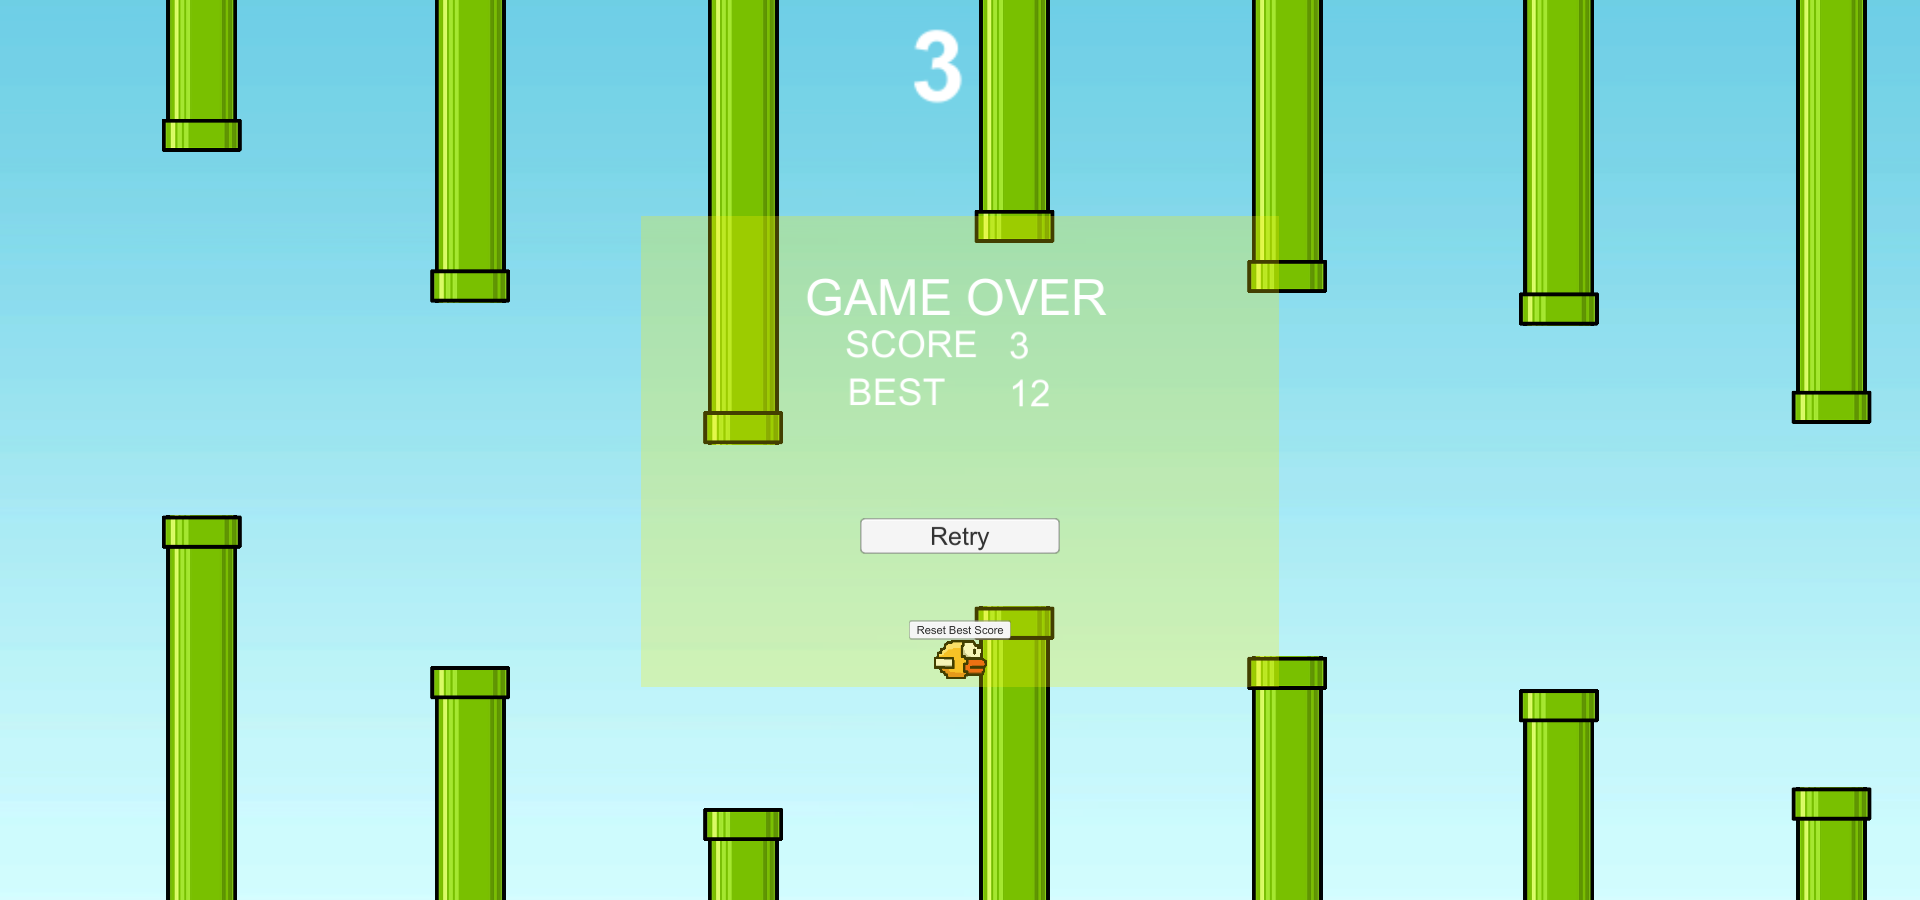 3
GAME OVER
SCORE 3
BEST 12
Retry
Reset Best Score